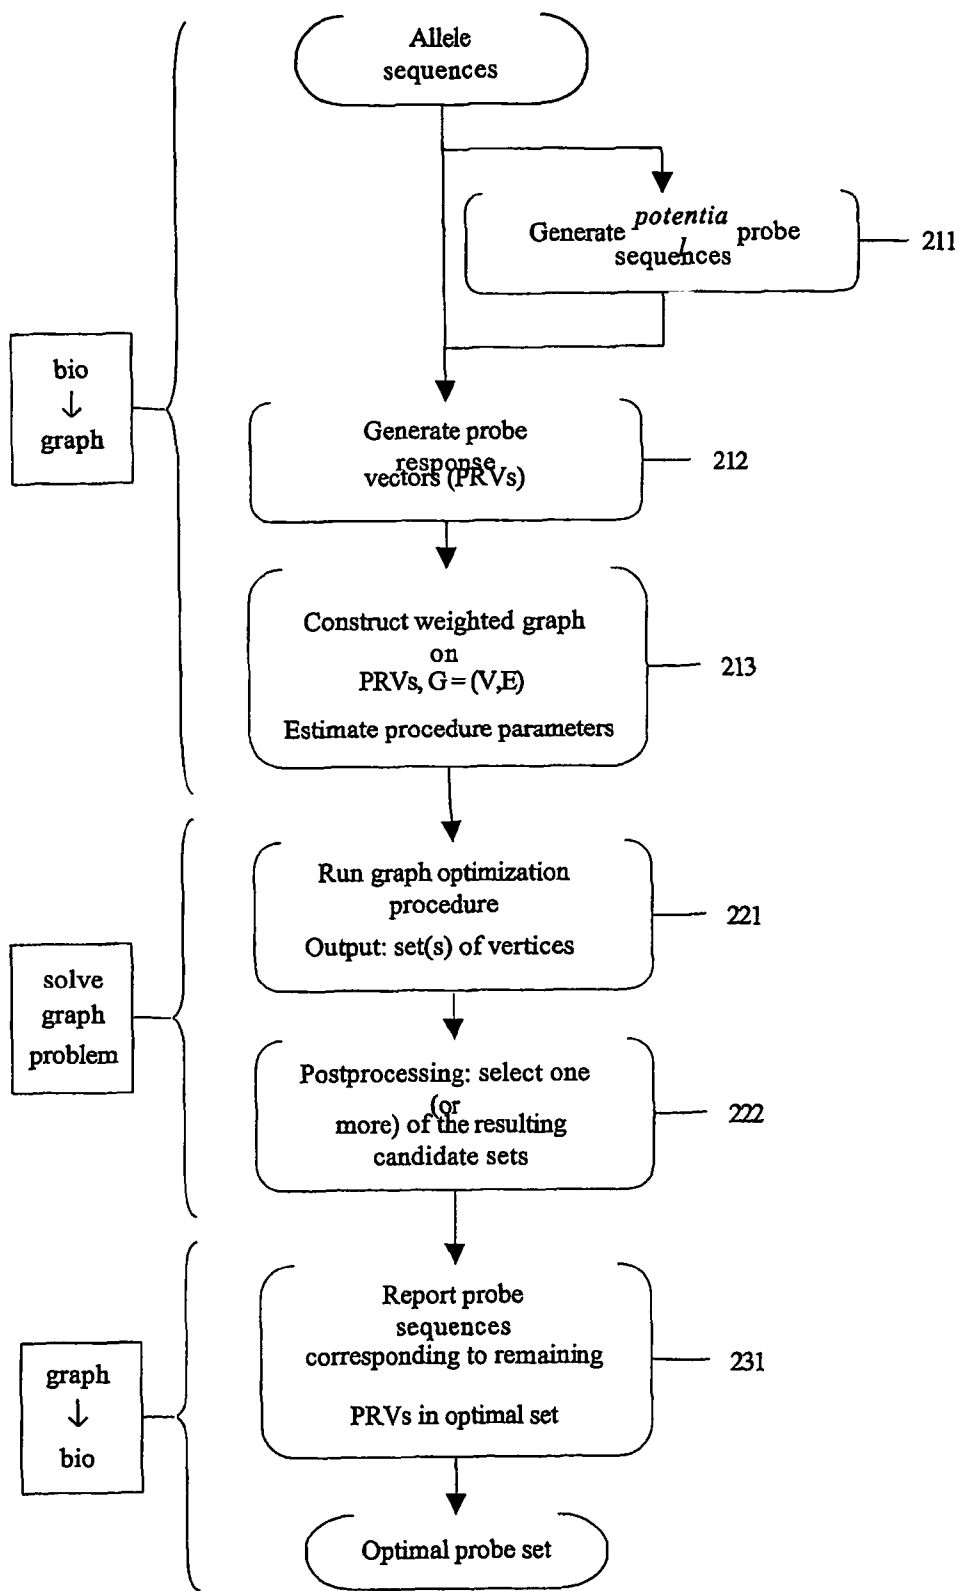 Allele
sequences
Generate potentia probe
l
sequences
211
bio
↓
graph
Generate probe
response
vectors (PRVs)
212
Construct weighted graph
on
PRVs, G = (V,E)
Estimate procedure parameters
213
Run graph optimization
procedure
Output: set(s) of vertices
221
solve
graph
problem
Postprocessing: select one
(or
more) of the resulting
candidate sets
222
Report probe
sequences
corresponding to remaining
PRVs in optimal set
231
graph
↓
bio
Optimal probe set